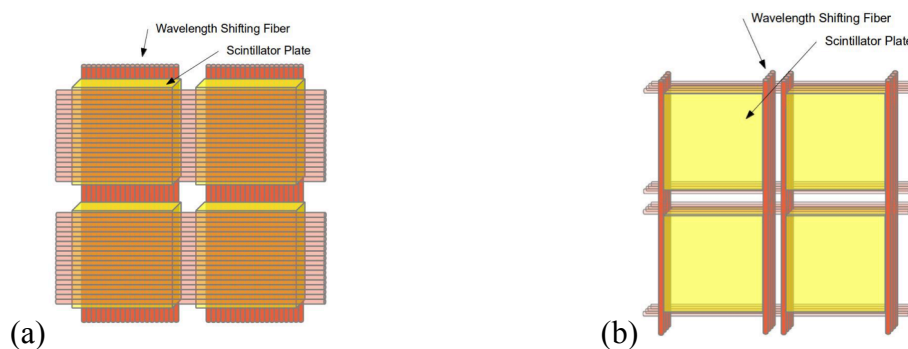 Wavelength Shifting Fiber
Scintillator Plate
(a)
Wavelength Shifting Fiber
Scintillator Plate
(b)